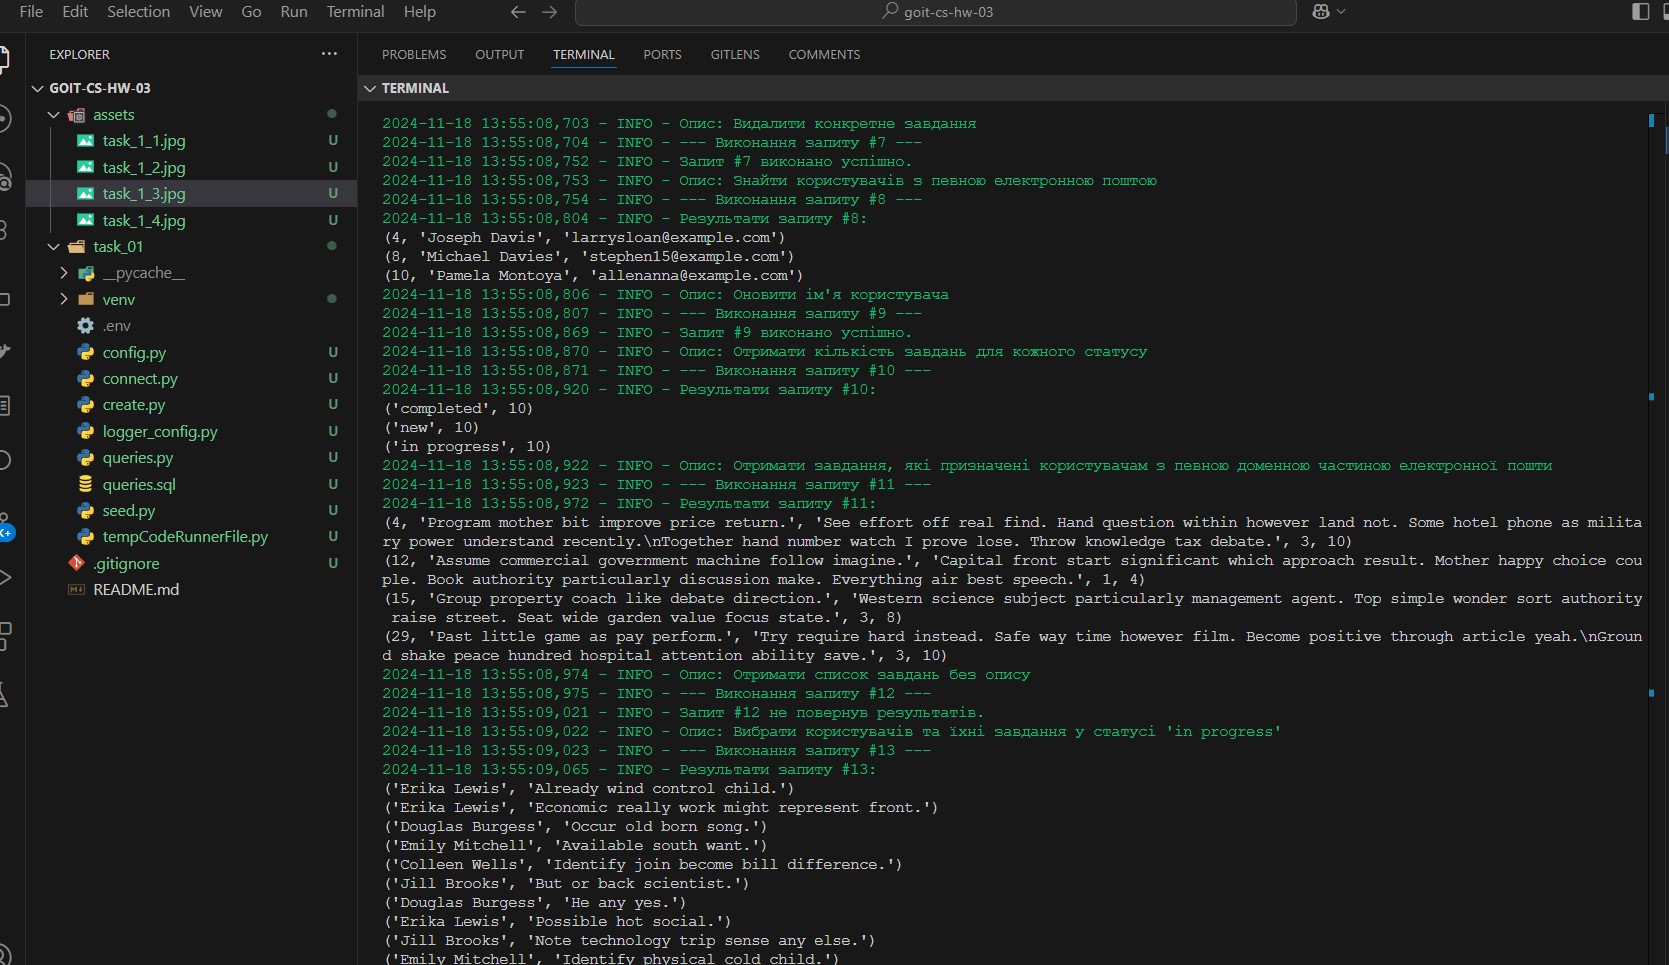 File Edit Selection View Go Run Terminal Help
goit-cs-hw-03
EXPLORER
GOIT-CS-HW-03
assets
task_1_1.jpg U
task_1_2.jpg U
task_1_3.jpg U
task_1_4.jpg U
task_01
__pycache__
venv
.env
config.py U
connect.py U
create.py U
logger_config.py U
queries.py U
queries.sql U
seed.py U
tempCodeRunnerFile.py U
.gitignore U
README.md
PROBLEMS OUTPUT TERMINAL PORTS GITLENS COMMENTS
TERMINAL
2024-11-18 13:55:08,703 - INFO - Опис: Видалити конкретне завдання
2024-11-18 13:55:08,704 - INFO - --- Виконання запиту #7 ---
2024-11-18 13:55:08,752 - INFO - Запит #7 виконано успішно.
2024-11-18 13:55:08,753 - INFO - Опис: Знайти користувачів з певною електронною поштою
2024-11-18 13:55:08,754 - INFO - --- Виконання запиту #8 ---
2024-11-18 13:55:08,804 - INFO - Результати запиту #8:
(4, 'Joseph Davis', 'larrysloan@example.com')
(8, 'Michael Davies', 'stephen15@example.com')
(10, 'Pamela Montoya', 'allenanna@example.com')
2024-11-18 13:55:08,806 - INFO - Опис: Оновити ім'я користувача
2024-11-18 13:55:08,807 - INFO - --- Виконання запиту #9 ---
2024-11-18 13:55:08,869 - INFO - Запит #9 виконано успішно.
2024-11-18 13:55:08,870 - INFO - Опис: Отримати кількість завдань для кожного статусу
2024-11-18 13:55:08,871 - INFO - --- Виконання запиту #10 ---
2024-11-18 13:55:08,920 - INFO - Результати запиту #10:
('completed', 10)
('new', 10)
('in progress', 10)
2024-11-18 13:55:08,922 - INFO - Опис: Отримати завдання, які призначені користувачам з певною доменною частиною електронної пошти
2024-11-18 13:55:08,923 - INFO - --- Виконання запиту #11 ---
2024-11-18 13:55:08,972 - INFO - Результати запиту #11:
(4, 'Program mother bit improve price return.', 'See effort off real find. Hand question within however land not. Some hotel phone as milita
ry power understand recently.\nTogether hand number watch I prove lose. Throw knowledge tax debate.', 3, 10)
(12, 'Assume commercial government machine follow imagine.', 'Capital front start significant which approach result. Mother happy choice cou
ple. Book authority particularly discussion make. Everything air best speech.', 1, 4)
(15, 'Group property coach like debate direction.', 'Western science subject particularly management agent. Top simple wonder sort authority
raise street. Seat wide garden value focus state.', 3, 8)
(29, 'Past little game as pay perform.', 'Try require hard instead. Safe way time however film. Become positive through article yeah.\nGroun
d shake peace hundred hospital attention ability save.', 3, 10)
2024-11-18 13:55:08,974 - INFO - Опис: Отримати список завдань без опису
2024-11-18 13:55:08,975 - INFO - --- Виконання запиту #12 ---
2024-11-18 13:55:09,021 - INFO - Запит #12 не повернув результатів.
2024-11-18 13:55:09,022 - INFO - Опис: Вибрати користувачів та їхні завдання у статусі 'in progress'
2024-11-18 13:55:09,023 - INFO - --- Виконання запиту #13 ---
2024-11-18 13:55:09,065 - INFO - Результати запиту #13:
('Erika Lewis', 'Already wind control child.')
('Erika Lewis', 'Economic really work might represent front.')
('Douglas Burgess', 'Occur old born song.')
('Emily Mitchell', 'Available south want.')
('Colleen Wells', 'Identify join become bill difference.')
('Jill Brooks', 'But or back scientist.')
('Douglas Burgess', 'He any yes.')
('Erika Lewis', 'Possible hot social.')
('Jill Brooks', 'Note technology trip sense any else.')
('Emily Mitchell', 'Identify physical cold child.')